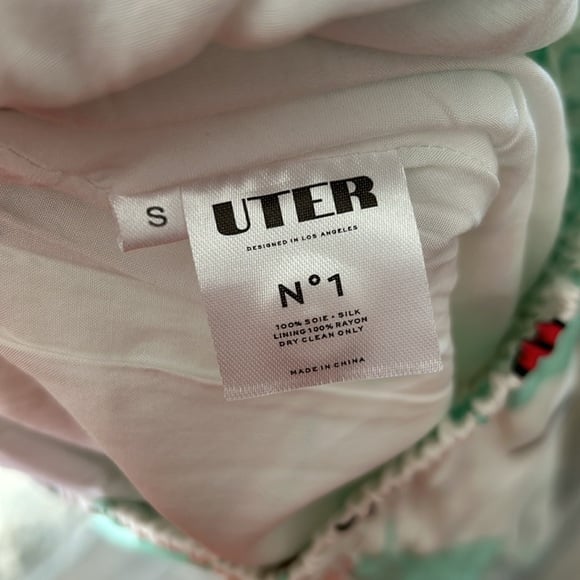 S
UTER
DESIGNED IN LOS ANGELES
N°1
100% SOIE - SILK
LINING 100% RAYON
DRY CLEAN ONLY
MADE IN CHINA